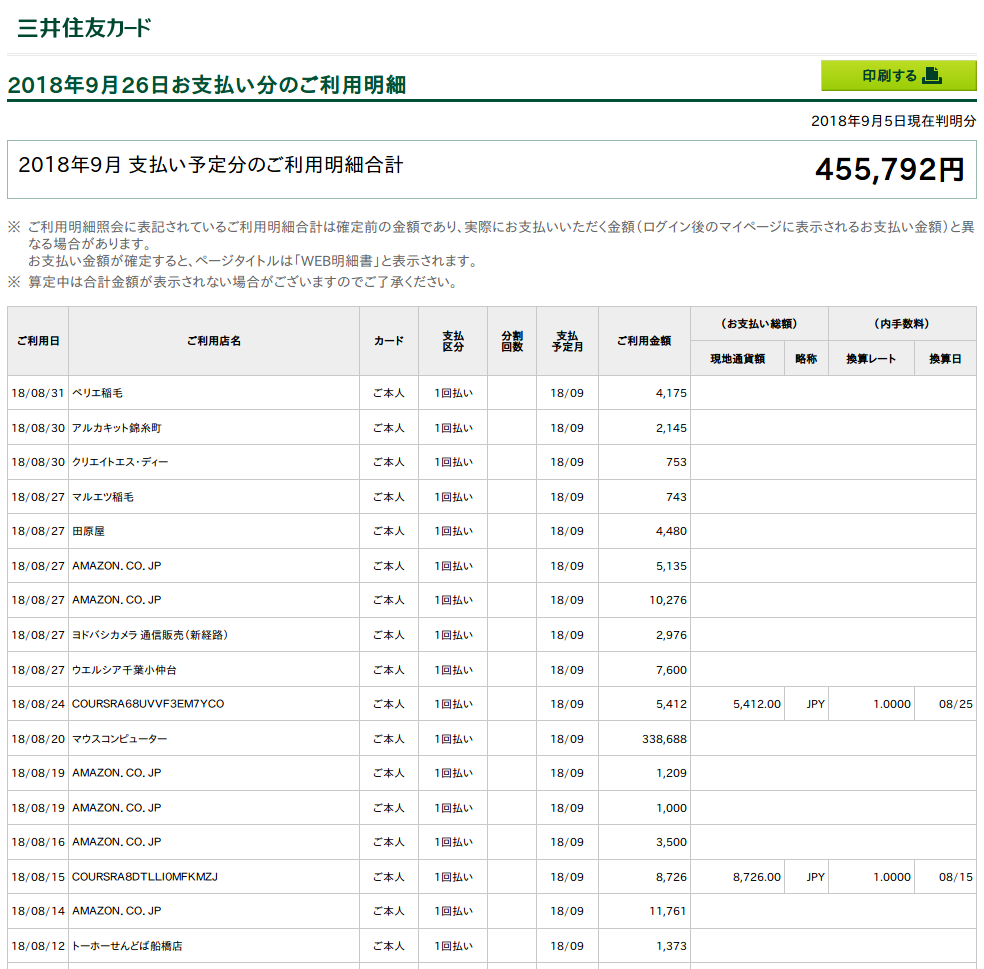 三井住友カード
2018年9月26日お支払い分のご利用明細
印刷する
2018年9月5日現在判明分
2018年9月 支払い予定分のご利用明細合計 455,792円
※ ご利用明細照会に表記されているご利用明細合計は確定前の金額であり、実際にお支払いいただく金額（ログイン後のマイページに表示されるお支払い金額）と異
なる場合があります。
お支払い金額が確定すると、ページタイトルは「WEB明細書」と表示されます。
※ 算定中は合計金額が表示されない場合がございますのでご了承ください。
ご利用日 ご利用店名 カード 支払区分 分割回数 支払予定月 ご利用金額 （お支払い総額） （内手数料）
現地通貨額 略称 換算レート 換算日
18/08/31 ペリエ稲毛 ご本人 1回払い 18/09 4,175
18/08/30 アルカキット錦糸町 ご本人 1回払い 18/09 2,145
18/08/30 クリエイトエス・ディー ご本人 1回払い 18/09 753
18/08/27 マルエツ稲毛 ご本人 1回払い 18/09 743
18/08/27 田原屋 ご本人 1回払い 18/09 4,480
18/08/27 AMAZON.CO.JP ご本人 1回払い 18/09 5,135
18/08/27 AMAZON.CO.JP ご本人 1回払い 18/09 10,276
18/08/27 ヨドバシカメラ 通信販売（新経路） ご本人 1回払い 18/09 2,976
18/08/27 ウエルシア千葉小仲台 ご本人 1回払い 18/09 7,600
18/08/24 COURSRA68UVVF3EM7YCO ご本人 1回払い 18/09 5,412 5,412.00 JPY 1.0000 08/25
18/08/20 マウスコンピューター ご本人 1回払い 18/09 338,688
18/08/19 AMAZON.CO.JP ご本人 1回払い 18/09 1,209
18/08/19 AMAZON.CO.JP ご本人 1回払い 18/09 1,000
18/08/16 AMAZON.CO.JP ご本人 1回払い 18/09 3,500
18/08/15 COURSRA8DTLLI0MFKMZJ ご本人 1回払い 18/09 8,726 8,726.00 JPY 1.0000 08/15
18/08/14 AMAZON.CO.JP ご本人 1回払い 18/09 11,761
18/08/12 トーホーせんどば船橋店 ご本人 1回払い 18/09 1,373